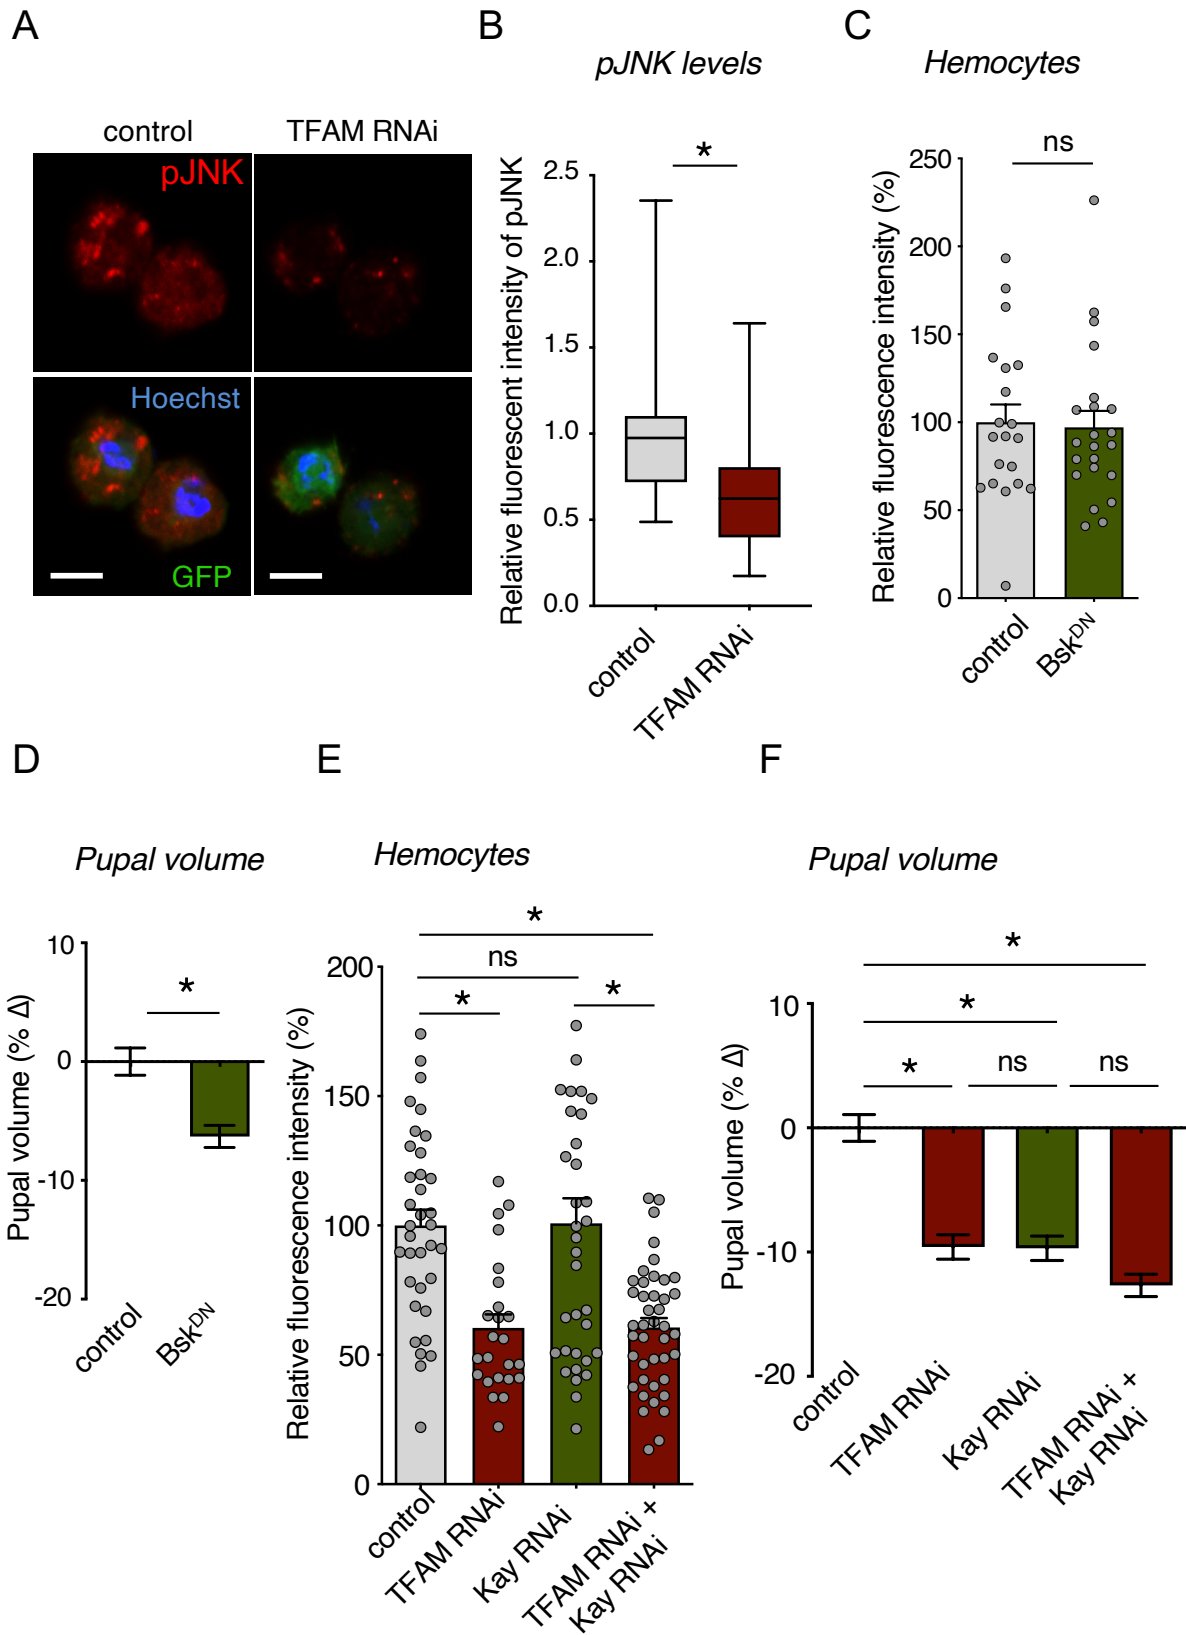 A
control
TFAM RNAi
pJNK
Hoechst
GFP
B
pJNK levels
Relative fluorescent intensity of pJNK
2.5
2.0
1.5
1.0
0.5
0.0
*
control
TFAM RNAi
C
Hemocytes
Relative fluorescence intensity (%)
250
200
150
100
50
0
ns
control
Bsk^DN
D
Pupal volume
Pupal volume (% Δ)
10
0
-10
-20
*
control
Bsk^DN
E
Hemocytes
Relative fluorescence intensity (%)
200
150
100
50
0
*
ns
*
*
control
TFAM RNAi
Kay RNAi
TFAM RNAi +
Kay RNAi
F
Pupal volume
Pupal volume (% Δ)
10
0
-10
-20
*
*
*
ns
ns
control
TFAM RNAi
Kay RNAi
TFAM RNAi +
Kay RNAi